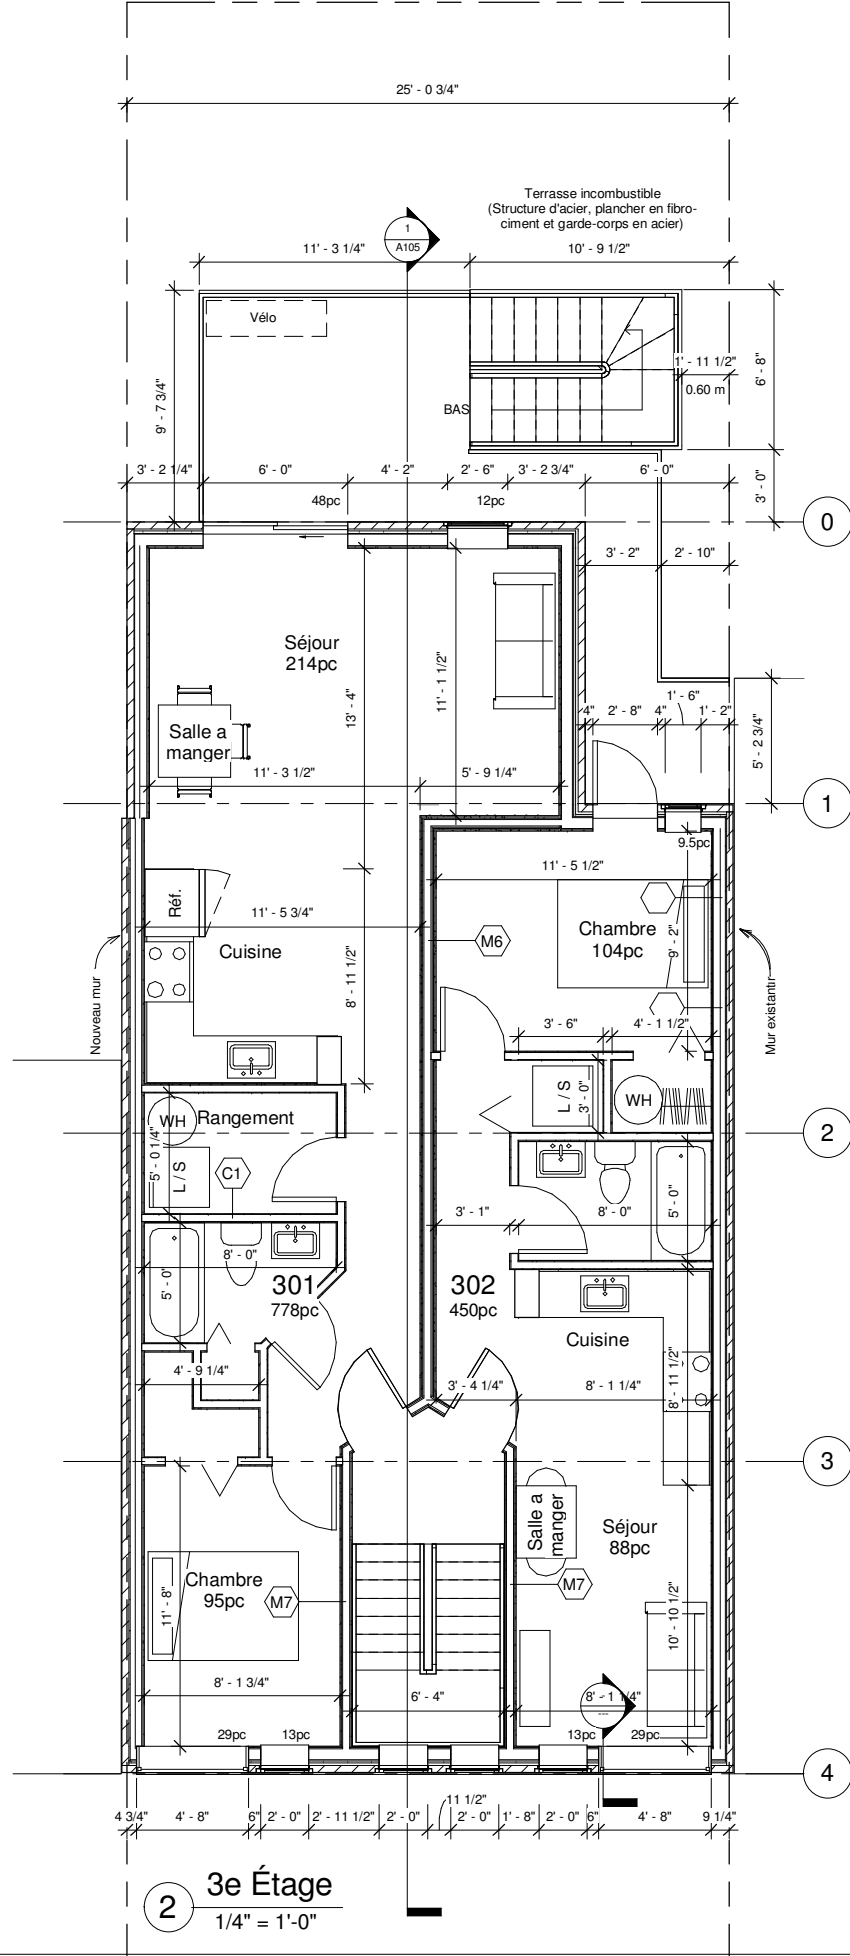 25' - 0 3/4"
Terrasse incombustible
(Structure d'acier, plancher en fibro-
ciment et garde-corps en acier)
1
A105
11' - 3 1/4"
10' - 9 1/2"
Vélo
9' - 7 3/4"
BAS
1' - 11 1/2"
0.60 m
6' - 8"
3' - 0"
3' - 2 1/4"
6' - 0"
4' - 2"
2' - 6"
3' - 2 3/4"
6' - 0"
48pc
12pc
0
3' - 2"
2' - 10"
Séjour
214pc
13' - 4"
11' - 1 1/2"
Salle a
manger
1' - 6"
4"
2' - 8"
4"
1' - 2"
5' - 2 3/4"
11' - 3 1/2"
5' - 9 1/4"
1
9.5pc
11' - 5 1/2"
Réf.
11' - 5 3/4"
Cuisine
8' - 11 1/2"
M6
Chambre
104pc
9' - 2"
Nouveau mur
Mur existantir
3' - 6"
4' - 1 1/2"
L / S
3' - 0"
WH
WH
Rangement
5' - 0 1/4"
L / S
C1
2
3' - 1"
8' - 0"
5' - 0"
8' - 0"
5' - 0"
301
778pc
302
450pc
Cuisine
4' - 9 1/4"
3' - 4 1/4"
8' - 1 1/4"
8' - 11 1/2"
3
Salle a
manger
Séjour
88pc
Chambre
95pc
11' - 8"
M7
M7
10' - 10 1/2"
8' - 1 3/4"
6' - 4"
8' - 1 1/4"
---
29pc
13pc
13pc
29pc
4
11 1/2"
4 3/4"
4' - 8"
6"
2' - 0"
2' - 11 1/2"
2' - 0"
2' - 0"
1' - 8"
2' - 0"
6"
4' - 8"
9 1/4"
2
3e Étage
1/4" = 1'-0"